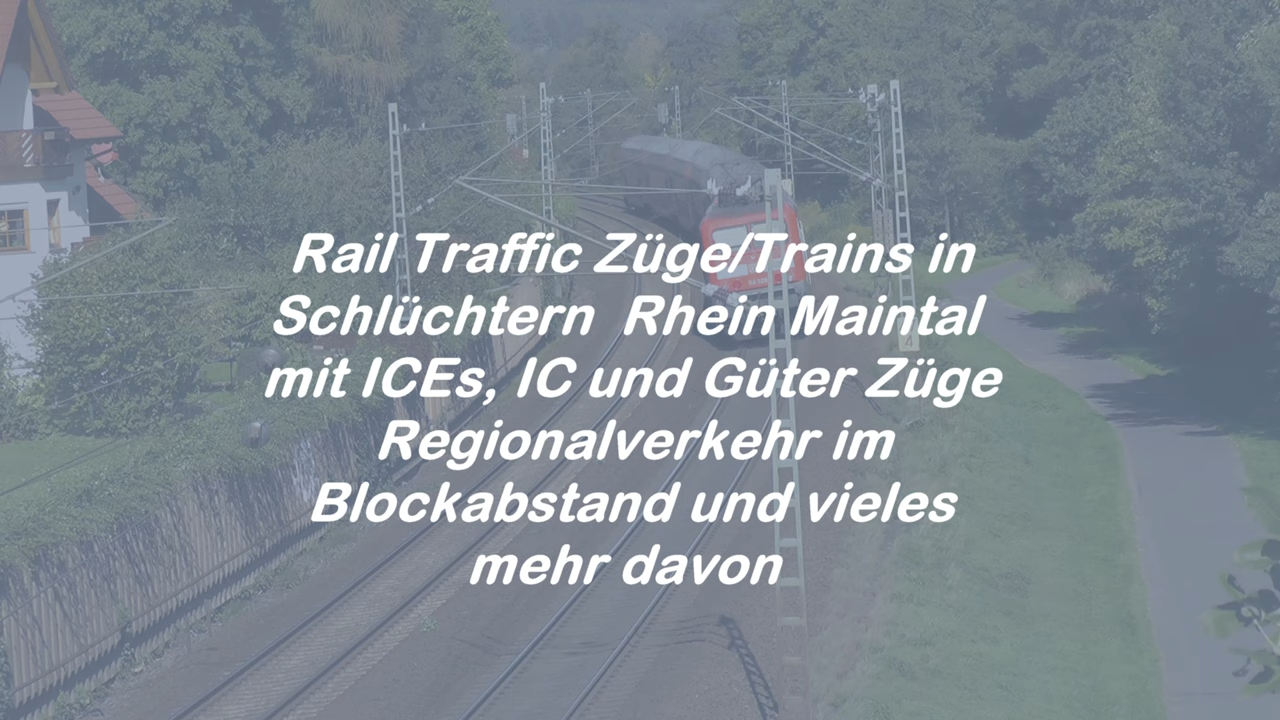 Rail Traffic Züge/Trains in
Schlüchtern Rhein Maintal
mit ICEs, IC und Güter Züge
Regionalverkehr im
Blockabstand und vieles
mehr davon
4